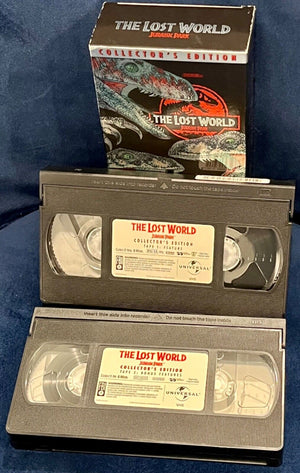 THE LOST WORLD
JURASSIC PARK
COLLECTOR'S EDITION
THE LOST WORLD
JURASSIC PARK
Insert this side into recorder Do not touch the tape inside
THE LOST WORLD
JURASSIC PARK
COLLECTOR'S EDITION
TAPE 1: FEATURE
UNIVERSAL
Insert this side into recorder Do not touch the tape inside
VHS
THE LOST WORLD
JURASSIC PARK
COLLECTOR'S EDITION
TAPE 2: BONUS FEATURES
UNIVERSAL